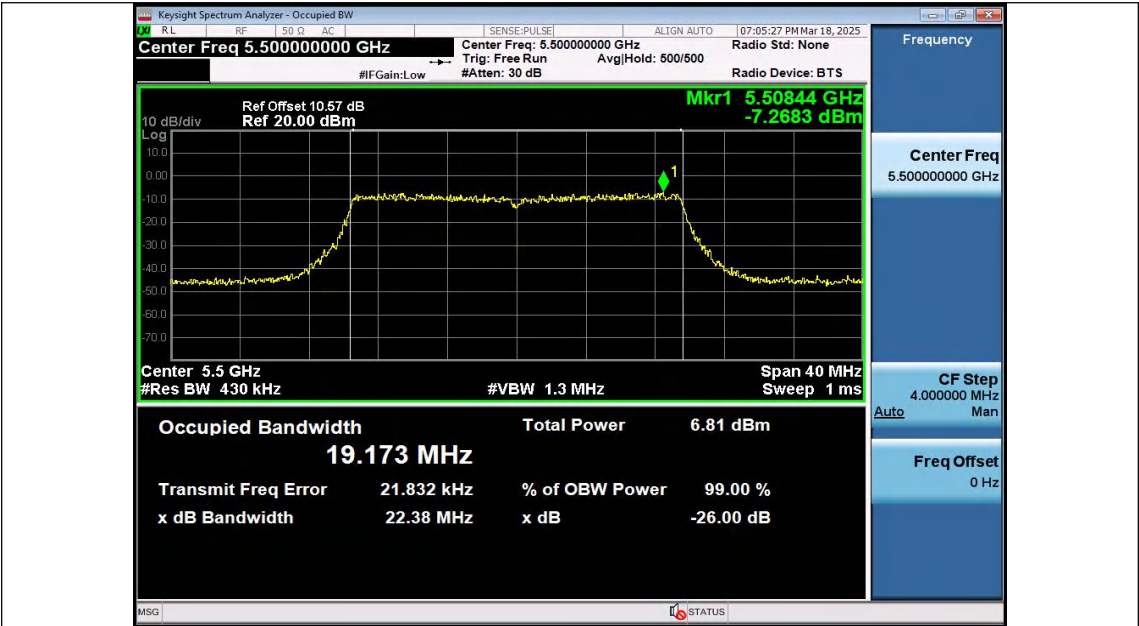 Keysight Spectrum Analyzer - Occupied BW
LXI RL RF 50 Ω AC SENSE:PULSE ALIGN AUTO 07:05:27 PM Mar 18, 2025
Center Freq 5.500000000 GHz
Center Freq: 5.500000000 GHz Radio Std: None
Trig: Free Run Avg|Hold: 500/500
#IFGain:Low #Atten: 30 dB Radio Device: BTS
Mkr1 5.50844 GHz
-7.2683 dBm
Ref Offset 10.57 dB
10 dB/div Ref 20.00 dBm
Log
10.0
0.00
-10.0
-20.0
-30.0
-40.0
-50.0
-60.0
-70.0
1
Center 5.5 GHz Span 40 MHz
#Res BW 430 kHz #VBW 1.3 MHz Sweep 1 ms
Occupied Bandwidth Total Power 6.81 dBm
19.173 MHz
Transmit Freq Error 21.832 kHz % of OBW Power 99.00 %
x dB Bandwidth 22.38 MHz x dB -26.00 dB
MSG STATUS
Frequency
Center Freq
5.500000000 GHz
CF Step
4.000000 MHz
Auto Man
Freq Offset
0 Hz